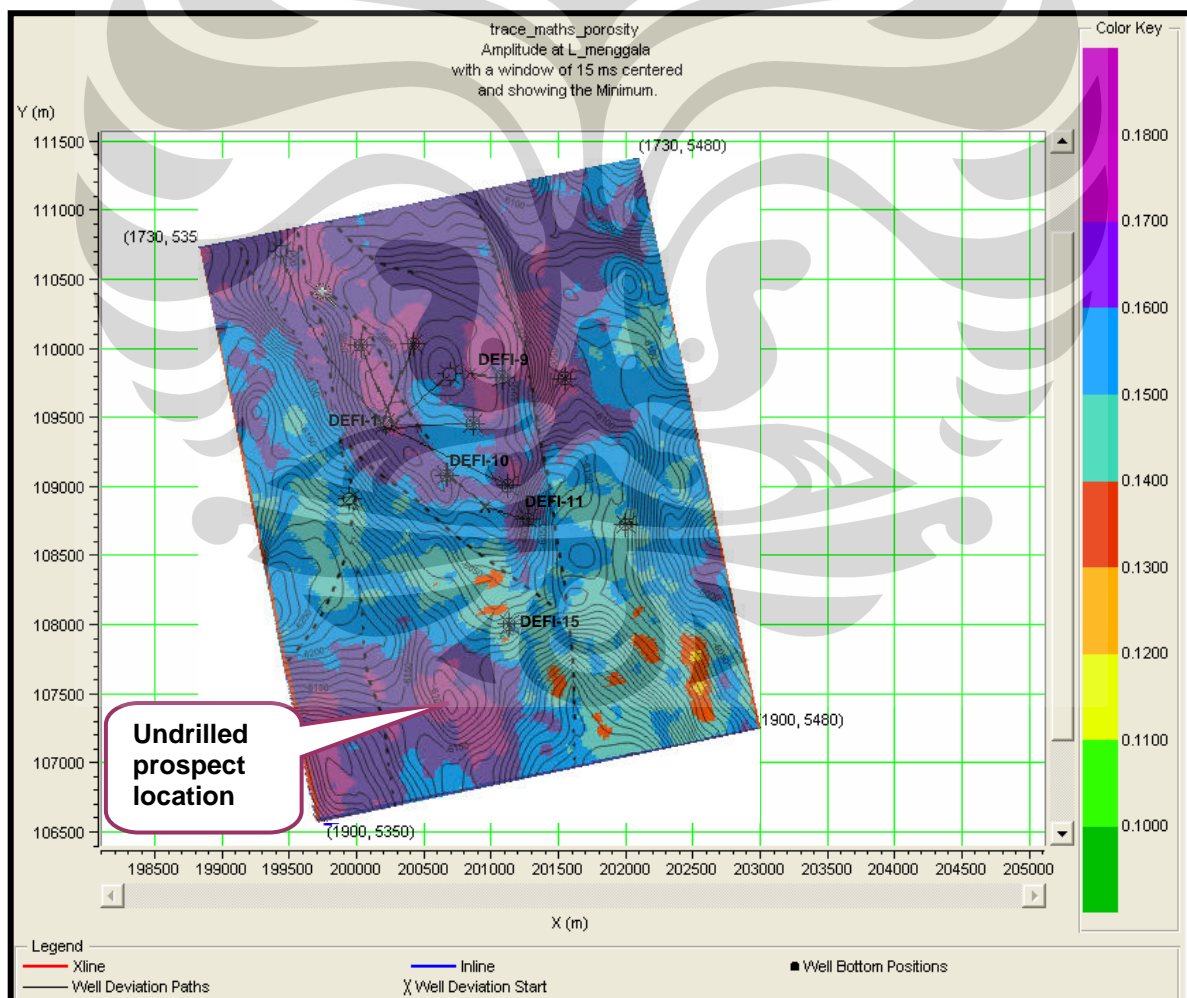 trace_maths_porosity
Amplitude at L_menggala
with a window of 15 ms centered
and showing the Minimum.
Color Key
Y (m)
111500
111000
110500
110000
109500
109000
108500
108000
107500
107000
106500
(1730, 5480)
(1730, 535
DEFI-9
DEFI-1
DEFI-10
DEFI-11
DEFI-15
1900, 5480)
(1900, 5350)
Undrilled
prospect
location
0.1800
0.1700
0.1600
0.1500
0.1400
0.1300
0.1200
0.1100
0.1000
198500 199000 199500 200000 200500 201000 201500 202000 202500 203000 203500 204000 204500 205000
X (m)
Legend
Xline
Inline
Well Bottom Positions
Well Deviation Paths
Well Deviation Start